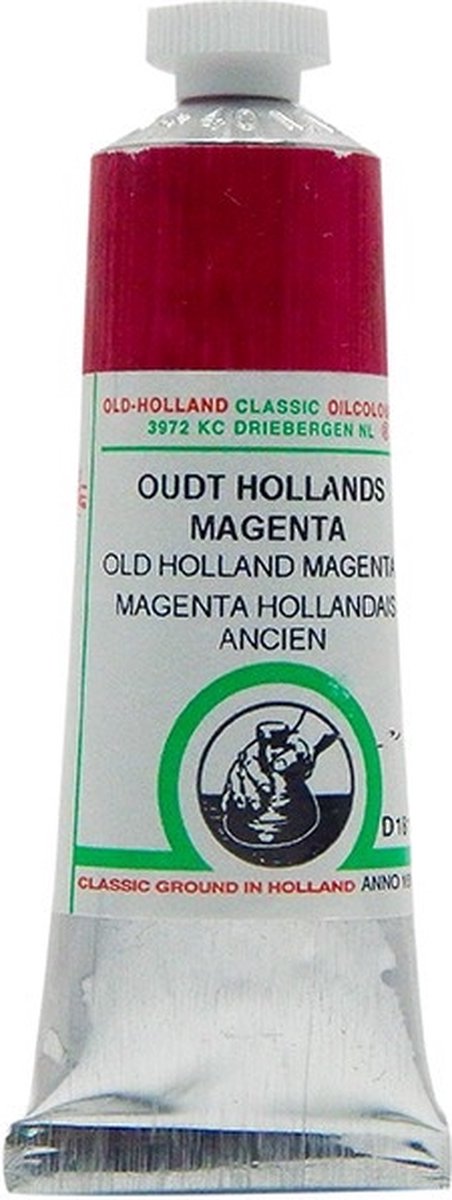 OLD-HOLLAND CLASSIC
3972 KC DRIEBERGEN NL
OUDT HOLLANDS
MAGENTA
OLD HOLLAND MAGENTA
MAGENTA HOLLANDAIS
ANCIEN
CLASSIC GROUND IN HOLLAND ANNO